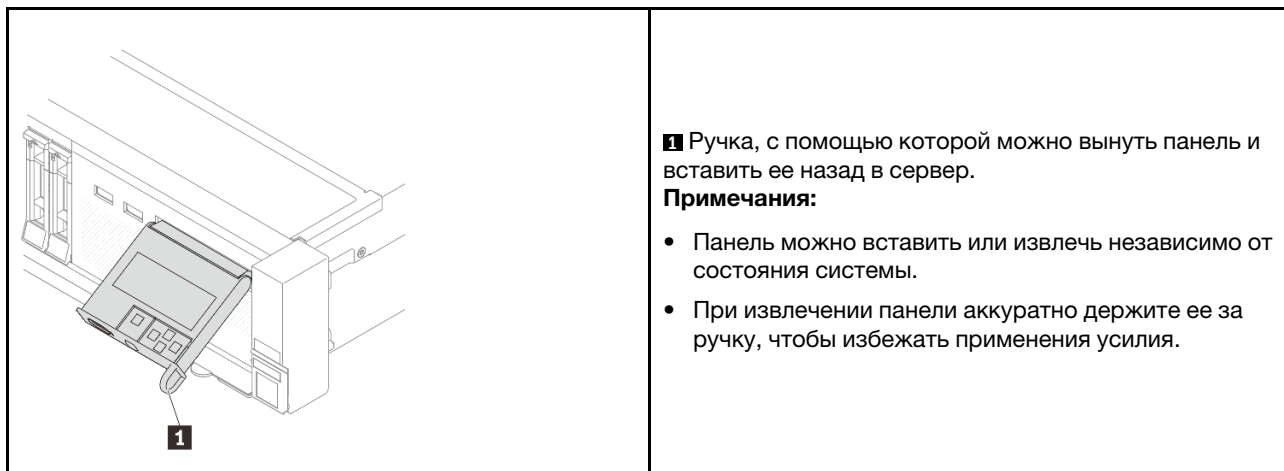 1
1 Ручка, с помощью которой можно вынуть панель и
вставить ее назад в сервер.
Примечания:
• Панель можно вставить или извлечь независимо от
состояния системы.
• При извлечении панели аккуратно держите ее за
ручку, чтобы избежать применения усилия.